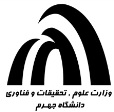 وزارت علوم ، تحقیقات و فناوری
دانشگاه جهرم